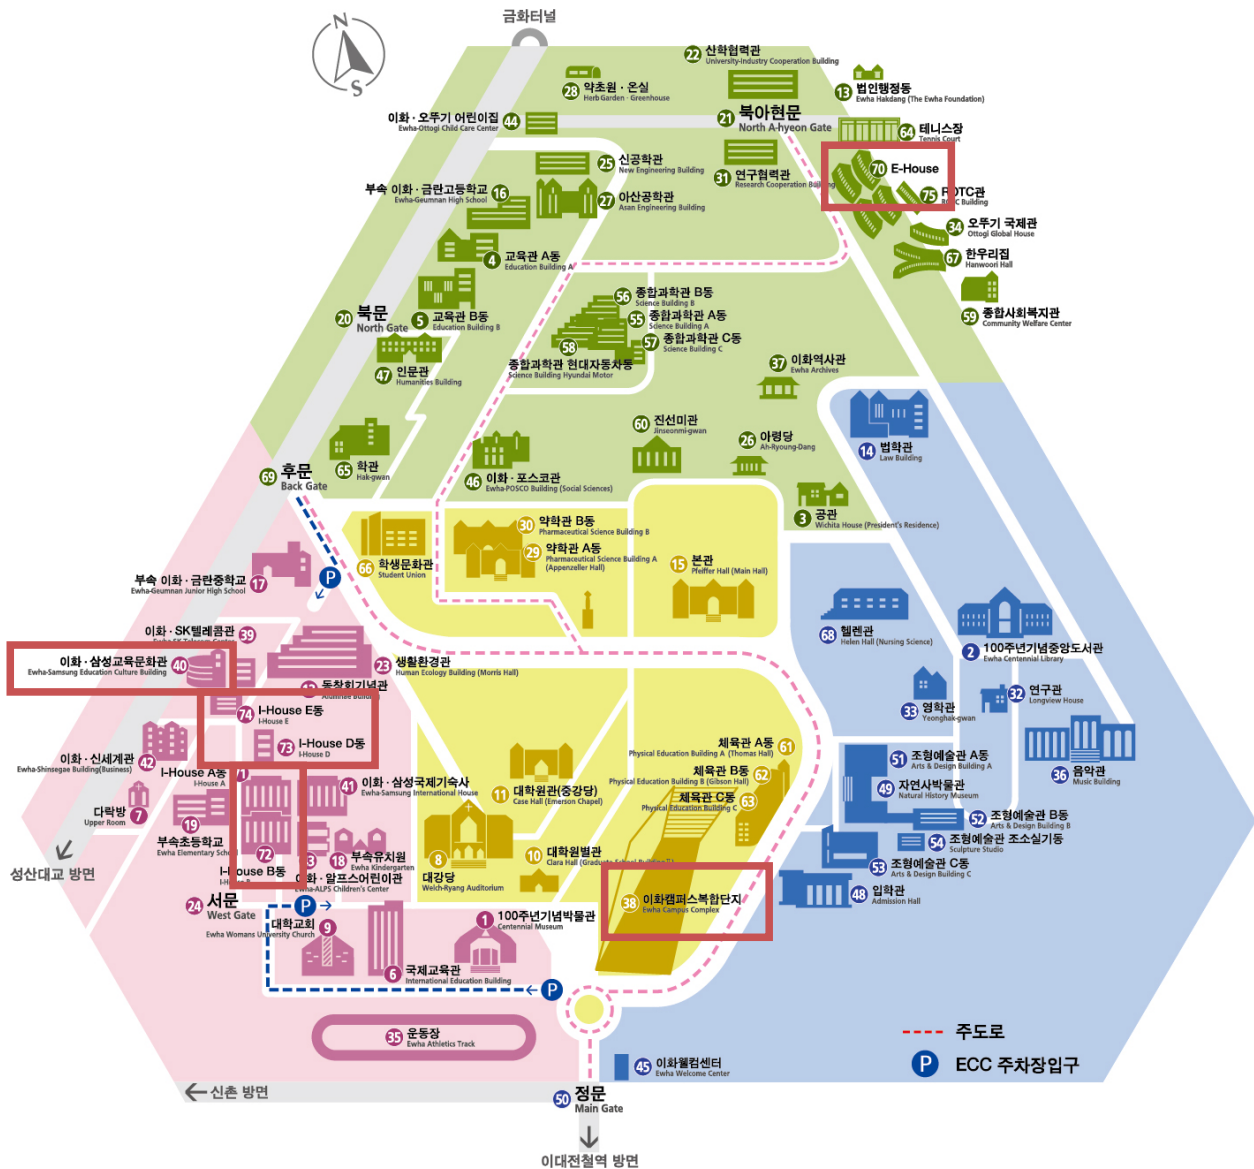 금화터널
N
S
22 산학협력관
University-Industry Cooperation Building
28 약초원 · 온실
Herb Garden · Greenhouse
13 법인행정동
Ewha Hakdang (The Ewha Foundation)
이화 · 오뚜기 어린이집 44
Ewha-Ottogi Child Care Center
21 북아현문
North A-hyeon Gate
64 테니스장
Tennis Court
25 신공학관
New Engineering Building
31 연구협력관
Research Cooperation Building
70 E-House
부속 이화 · 금란고등학교 16
Ewha-Geumnan High School
27 아산공학관
Asan Engineering Building
75 ROTC관
ROTC Building
34 오뚜기 국제관
Ottogi Global House
4 교육관 A동
Education Building A
67 한우리집
Hanwoori Hall
56 종합과학관 B동
Science Building B
20 북문
North Gate
5 교육관 B동
Education Building B
55 종합과학관 A동
Science Building A
59 종합사회복지관
Community Welfare Center
57 종합과학관 C동
Science Building C
58
종합과학관 현대자동차동
Science Building Hyundai Motor
47 인문관
Humanities Building
37 이화역사관
Ewha Archives
60 진선미관
Jinseonmi-gwan
26 아령당
Ah-Ryoung-Dang
14 법학관
Law Building
69 후문
Back Gate
65 학관
Hak-gwan
46 이화 · 포스코관
Ewha-POSCO Building (Social Sciences)
3 공관
Wichita House (President's Residence)
30 약학관 B동
Pharmaceutical Science Building B
29 약학관 A동
Pharmaceutical Science Building A
(Appenzeller Hall)
66 학생문화관
Student Union
15 본관
Pfeiffer Hall (Main Hall)
P
부속 이화 · 금란중학교 17
Ewha-Geumnan Junior High School
이화 · SK텔레콤관 39
Ewha-SK Telecom Center
68 헬렌관
Helen Hall (Nursing Science)
2 100주년기념중앙도서관
Ewha Centennial Library
이화 · 삼성교육문화관 40
Ewha-Samsung Education Culture Building
23 생활환경관
Human Ecology Building (Morris Hall)
동창회기념관
Alumnae Building
32 연구관
Longview House
33 영학관
Yeonghak-gwan
74 I-House E동
I-House E
73 I-House D동
I-House D
체육관 A동 61
Physical Education Building A (Thomas Hall)
이화 · 신세계관 42
Ewha-Shinsegae Building(Business)
51 조형예술관 A동
Arts & Design Building A
36 음악관
Music Building
I-House A동
I-House A
41 이화 · 삼성국제기숙사
Ewha-Samsung International House
체육관 B동 62
Physical Education Building B (Gibson Hall)
11 대학원관(중강당)
Case Hall (Emerson Chapel)
49 자연사박물관
Natural History Museum
체육관 C동 63
Physical Education Building C
다락방 7
Upper Room
19
부속초등학교
Ewha Elementary School
52 조형예술관 B동
Arts & Design Building B
54 조형예술관 조소실기동
Sculpture Studio
72
I-House B동
18 부속유치원
Ewha Kindergarten
8
대강당
Welch-Ryang Auditorium
10 대학원별관
Clara Hall (Graduate School Building
53 조형예술관 C동
Arts & Design Building C
성산대교 방면
이화 · 알프스어린이관
Ewha-ALPS Children's Center
48 입학관
Admission Hall
38 이화캠퍼스복합단지
Ewha Campus Complex
24 서문
West Gate
P
대학교회 9
Ewha Womans University Church
1 100주년기념박물관
Centennial Museum
6 국제교육관
International Education Building
P
35 운동장
Ewha Athletics Track
주도로
45 이화웰컴센터
Ewha Welcome Center
P ECC 주차장입구
신촌 방면
50 정문
Main Gate
이대전철역 방면